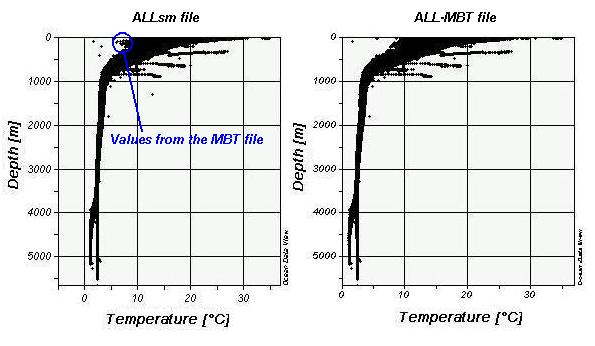 ALLsm file
ALL-MBT file
0
1000
2000
3000
4000
5000
Depth [m]
Values from the MBT file
0 10 20 30
Temperature [°C]
Ocean Data View
0
1000
2000
3000
4000
5000
Depth [m]
0 10 20 30
Temperature [°C]
Ocean Data View